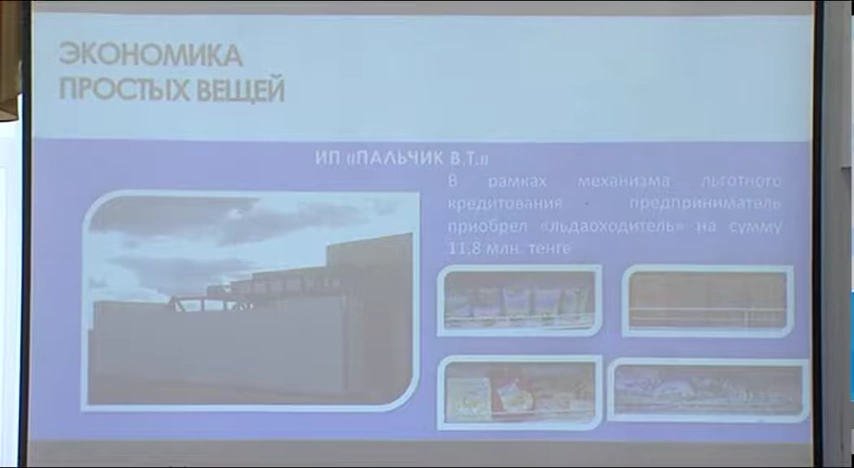 ЭКОНОМИКА
ПРОСТЫХ ВЕЩЕЙ
ИП «ПАЛЬЧИК В.Т.»
В рамках механизма льготного
кредитования - предприниматель
приобрел «льдаоходитель» на сумму
11,8 млн. тенге